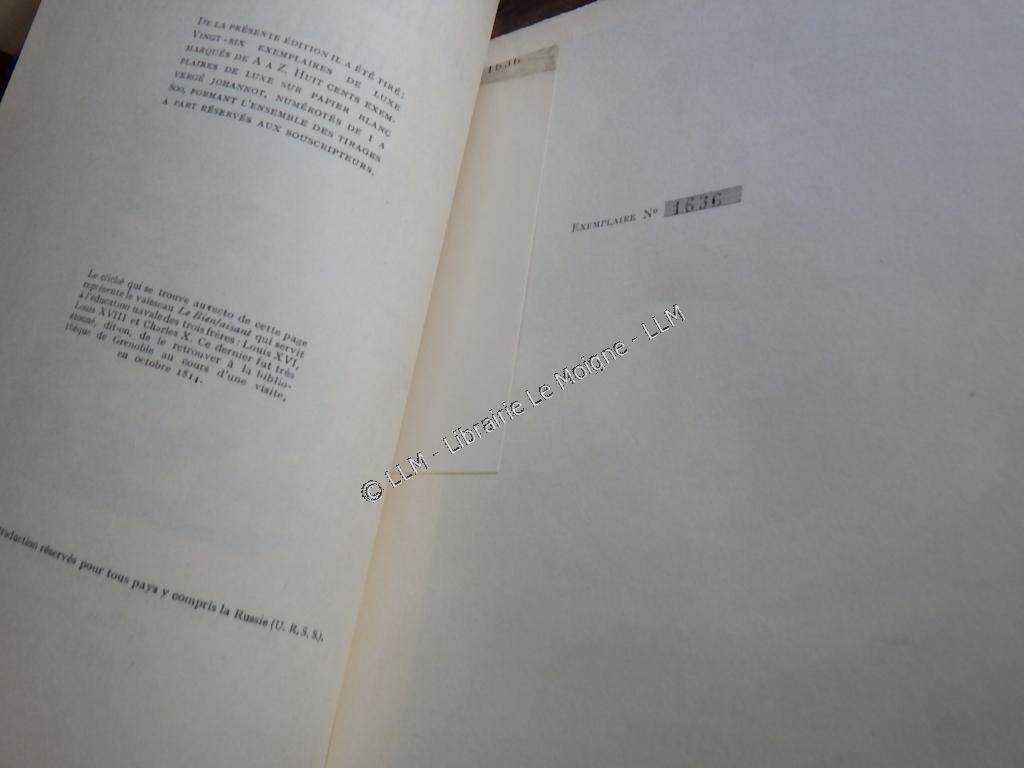 De la présente édition il a été tiré:
Vingt-six exemplaires de luxe
marqués de A a Z. Huit cents exem-
plaires de luxe sur papier blanc
vergé johannot, numérotés de 1 a
800, formant l'ensemble des tirages
a part réservés aux souscripteurs.
Le cliché qui se trouve au recto de cette page
représente le vaisseau Le Bienfaisant qui servit
à l'éducation navale des trois frères: Louis XVI,
Louis XVIII et Charles X. Ce dernier fut très
étonné, dit-on, de le retrouver à la biblio-
thèque de Grenoble au cours d'une visite,
en octobre 1814.
traduction réservés pour tous pays y compris la Russie (U. R. S. S.).
1636
Exemplaire No 1636
© LLM - Librairie Le Moigne - LLM